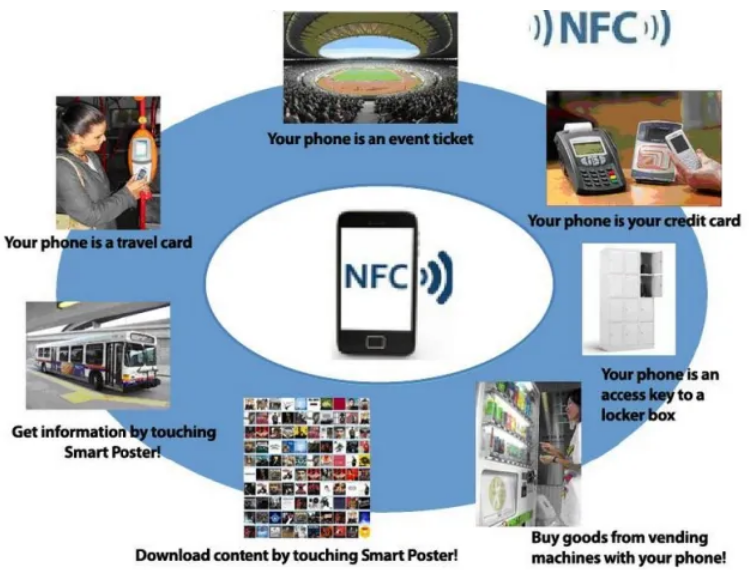 NFC
Your phone is an event ticket
Your phone is a travel card
Your phone is your credit card
NFC
Your phone is an
access key to a
locker box
Get information by touching
Smart Poster!
Download content by touching Smart Poster!
Buy goods from vending
machines with your phone!